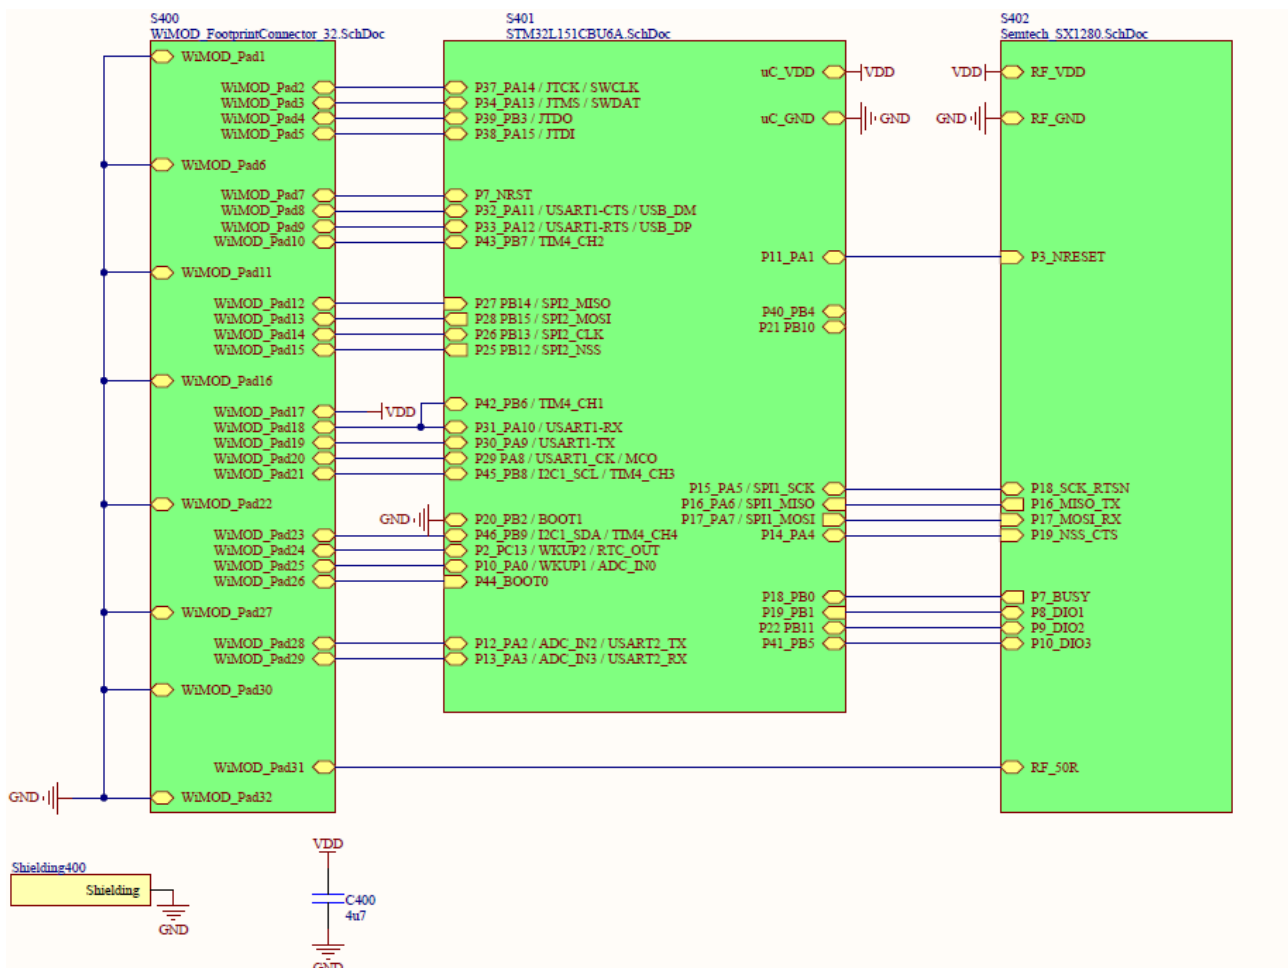 S400
WiMOD_FootprintConnector_32.SchDoc
S401
STM32L151CBU6A.SchDoc
S402
Semtech_SX1280.SchDoc
WiMOD_Pad1
WiMOD_Pad2
WiMOD_Pad3
WiMOD_Pad4
WiMOD_Pad5
WiMOD_Pad6
WiMOD_Pad7
WiMOD_Pad8
WiMOD_Pad9
WiMOD_Pad10
WiMOD_Pad11
WiMOD_Pad12
WiMOD_Pad13
WiMOD_Pad14
WiMOD_Pad15
WiMOD_Pad16
WiMOD_Pad17
VDD
WiMOD_Pad18
WiMOD_Pad19
WiMOD_Pad20
WiMOD_Pad21
WiMOD_Pad22
GND
WiMOD_Pad23
WiMOD_Pad24
WiMOD_Pad25
WiMOD_Pad26
WiMOD_Pad27
WiMOD_Pad28
WiMOD_Pad29
WiMOD_Pad30
WiMOD_Pad31
GND
WiMOD_Pad32
P37_PA14 / JTCK / SWCLK
P34_PA13 / JTMS / SWDAT
P39_PB3 / JTDO
P38_PA15 / JTDI
P7_NRST
P32_PA11 / USART1-CTS / USB_DM
P33_PA12 / USART1-RTS / USB_DP
P43_PB7 / TIM4_CH2
P27 PB14 / SPI2_MISO
P28 PB15 / SPI2_MOSI
P26 PB13 / SPI2_CLK
P25 PB12 / SPI2_NSS
P42_PB6 / TIM4_CH1
P31_PA10 / USART1-RX
P30_PA9 / USART1-TX
P29 PA8 / USART1_CK / MCO
P45_PB8 / I2C1_SCL / TIM4_CH3
P20_PB2 / BOOT1
P46_PB9 / I2C1_SDA / TIM4_CH4
P2_PC13 / WKUP2 / RTC_OUT
P10_PA0 / WKUP1 / ADC_IN0
P44_BOOT0
P12_PA2 / ADC_IN2 / USART2_TX
P13_PA3 / ADC_IN3 / USART2_RX
uC_VDD
VDD
uC_GND
GND
P11_PA1
P40_PB4
P21 PB10
P15_PA5 / SPI1_SCK
P16_PA6 / SPI1_MISO
P17_PA7 / SPI1_MOSI
P14_PA4
P18_PB0
P19_PB1
P22 PB11
P41_PB5
VDD
RF_VDD
GND
RF_GND
P3_NRESET
P18_SCK_RTSN
P16_MISO_TX
P17_MOSI_RX
P19_NSS_CTS
P7_BUSY
P8_DIO1
P9_DIO2
P10_DIO3
RF_50R
Shielding400
Shielding
GND
VDD
C400
4u7
GND